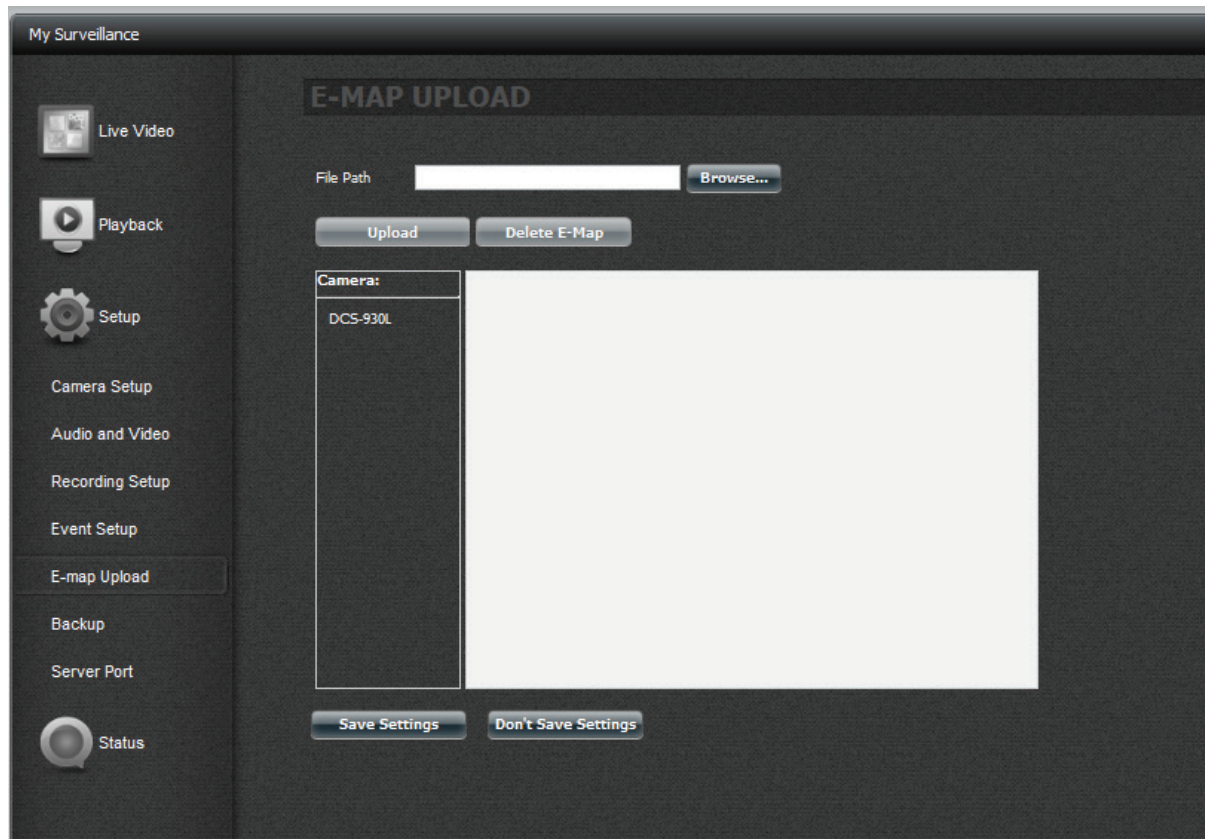 My Surveillance
Live Video
Playback
Setup
Camera Setup
Audio and Video
Recording Setup
Event Setup
E-map Upload
Backup
Server Port
Status
E-MAP UPLOAD
File Path
Browse...
Upload
Delete E-Map
Camera:
DCS-930L
Save Settings
Don't Save Settings